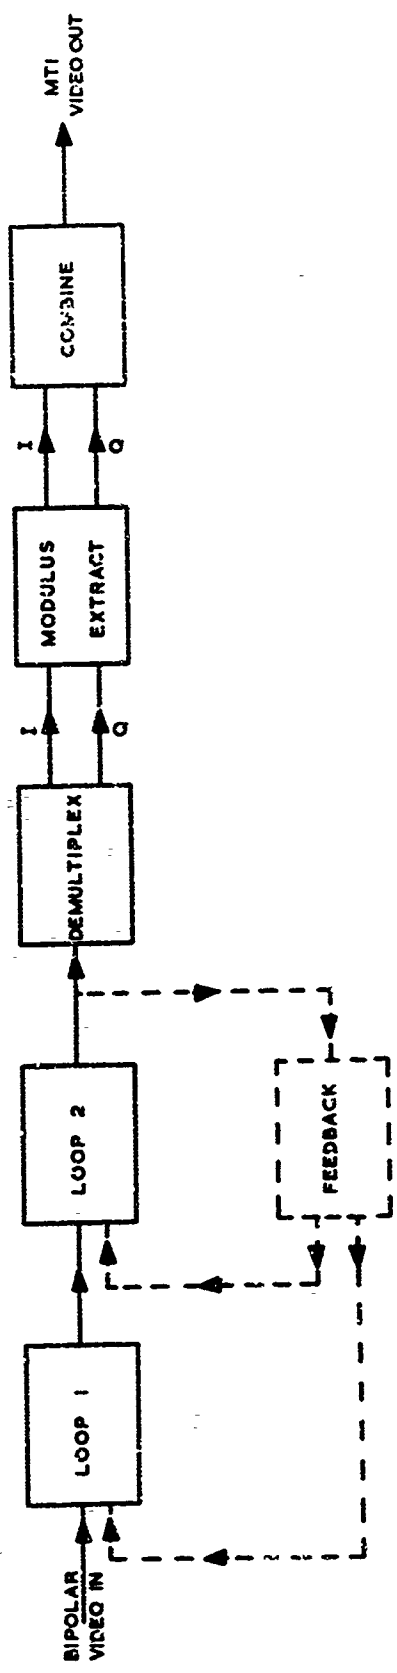 BIPOLAR
VIDEO IN
LOOP 1
LOOP 2
FEEDBACK
DEMULTIPLEX
I
Q
MODULUS
EXTRACT
I
Q
COMBINE
MTI
VIDEO OUT